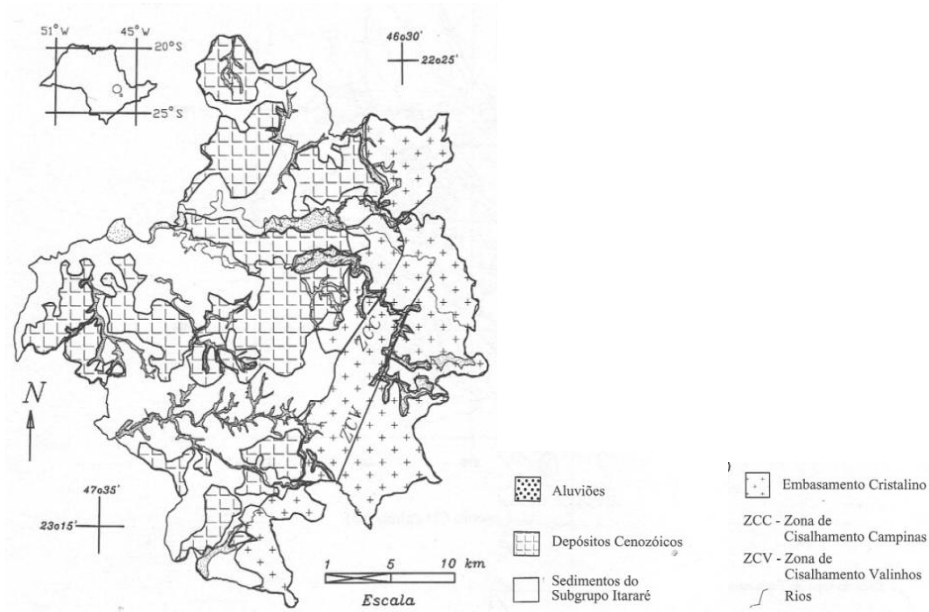 51°W 45°W
20°S
25°S
46o30'
22o25'
ZCC
ZCV
N
47o35'
23o15'
1 5 10 km
Escala
Aluviões
Depósitos Cenozóicos
Sedimentos do
Subgrupo Itararé
Embasamento Cristalino
ZCC - Zona de
Cisalhamento Campinas
ZCV - Zona de
Cisalhamento Valinhos
Rios